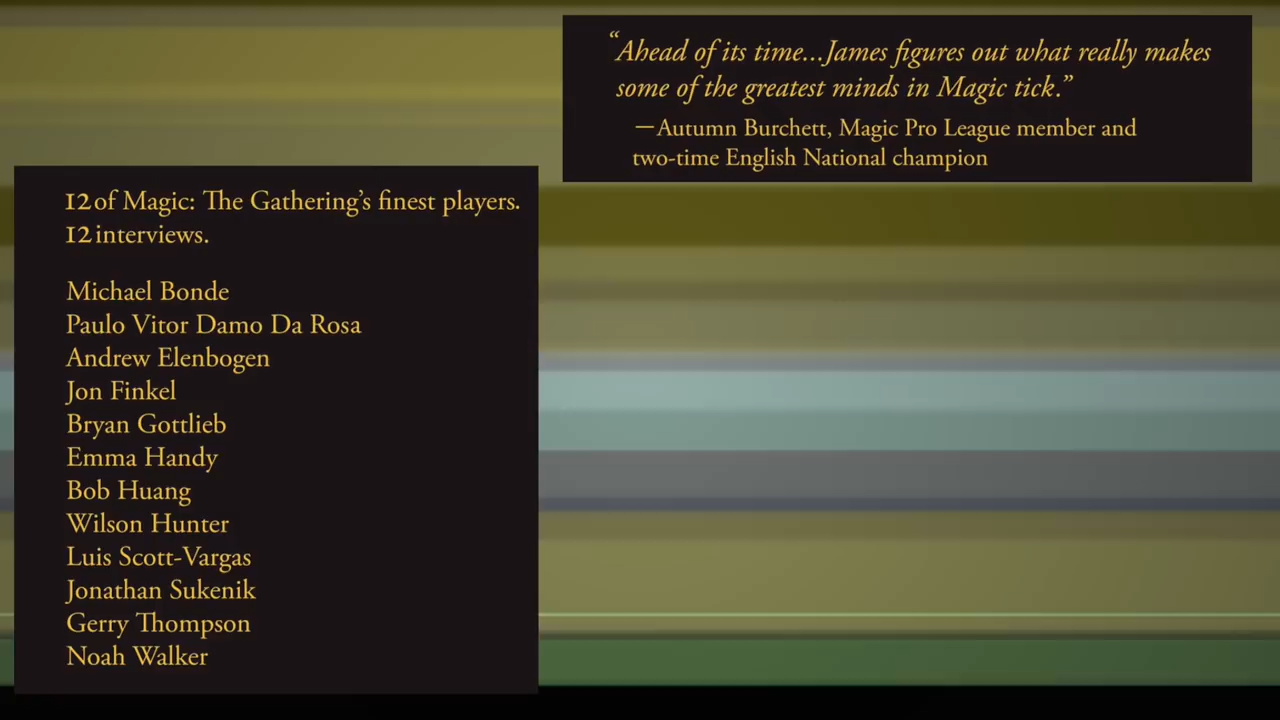 “Ahead of its time...James figures out what really makes
some of the greatest minds in Magic tick.”
—Autumn Burchett, Magic Pro League member and
two-time English National champion
12 of Magic: The Gathering’s finest players.
12 interviews.
Michael Bonde
Paulo Vitor Damo Da Rosa
Andrew Elenbogen
Jon Finkel
Bryan Gottlieb
Emma Handy
Bob Huang
Wilson Hunter
Luis Scott-Vargas
Jonathan Sukenik
Gerry Thompson
Noah Walker